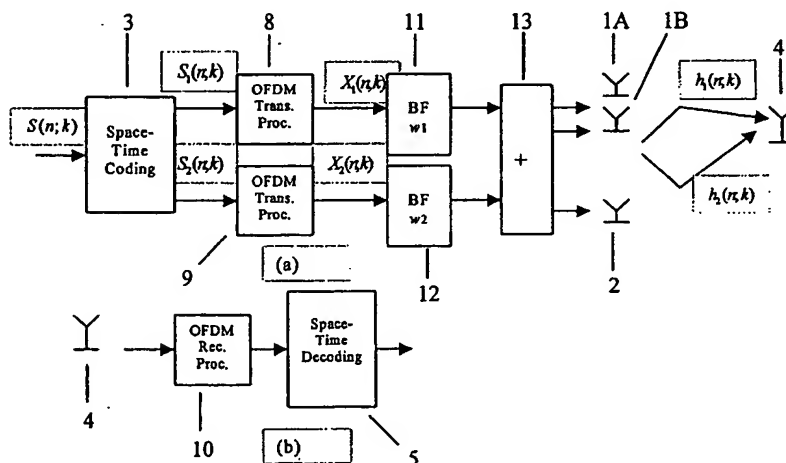 3 8 11 13 1A 1B 4
S(n; k) S₁(n,k) X₁(n,k) h₁(n,k)
Space-
Time
Coding
OFDM
Trans.
Proc.
BF
w1
+
S₂(n,k) X₂(n,k) h₂(n,k)
OFDM
Trans.
Proc.
BF
w2
9 (a) 12 2
OFDM
Rec.
Proc.
Space-
Time
Decoding
4 10 (b) 5